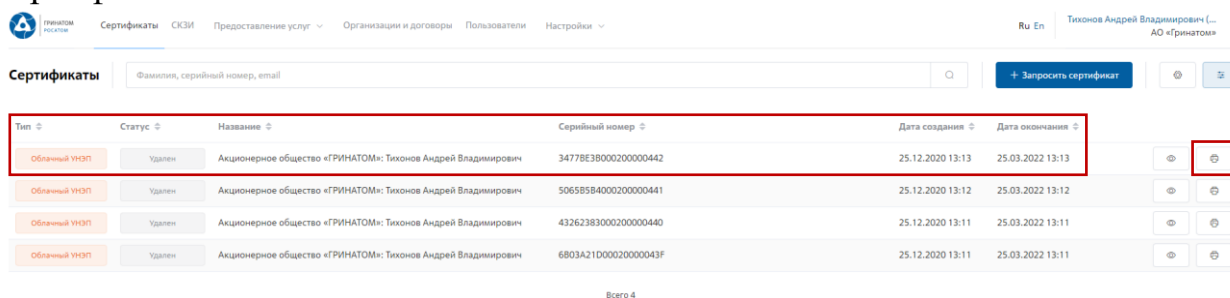 ГРИНАТОМ
РОСАТОМ
Сертификаты СКЗИ Предоставление услуг Организации и договоры Пользователи Настройки
Ru En
Тихонов Андрей Владимирович (...
АО «Гринатом»
Сертификаты
Фамилия, серийный номер, email
+ Запросить сертификат
Тип Статус Название Серийный номер Дата создания Дата окончания
Облачный УНЭП Удален Акционерное общество «ГРИНАТОМ»: Тихонов Андрей Владимирович 3477BE3B000200000442 25.12.2020 13:13 25.03.2022 13:13
Облачный УНЭП Удален Акционерное общество «ГРИНАТОМ»: Тихонов Андрей Владимирович 5065B5B4000200000441 25.12.2020 13:12 25.03.2022 13:12
Облачный УНЭП Удален Акционерное общество «ГРИНАТОМ»: Тихонов Андрей Владимирович 43262383000200000440 25.12.2020 13:11 25.03.2022 13:11
Облачный УНЭП Удален Акционерное общество «ГРИНАТОМ»: Тихонов Андрей Владимирович 6B03A21D00020000043F 25.12.2020 13:11 25.03.2022 13:11
Всего 4